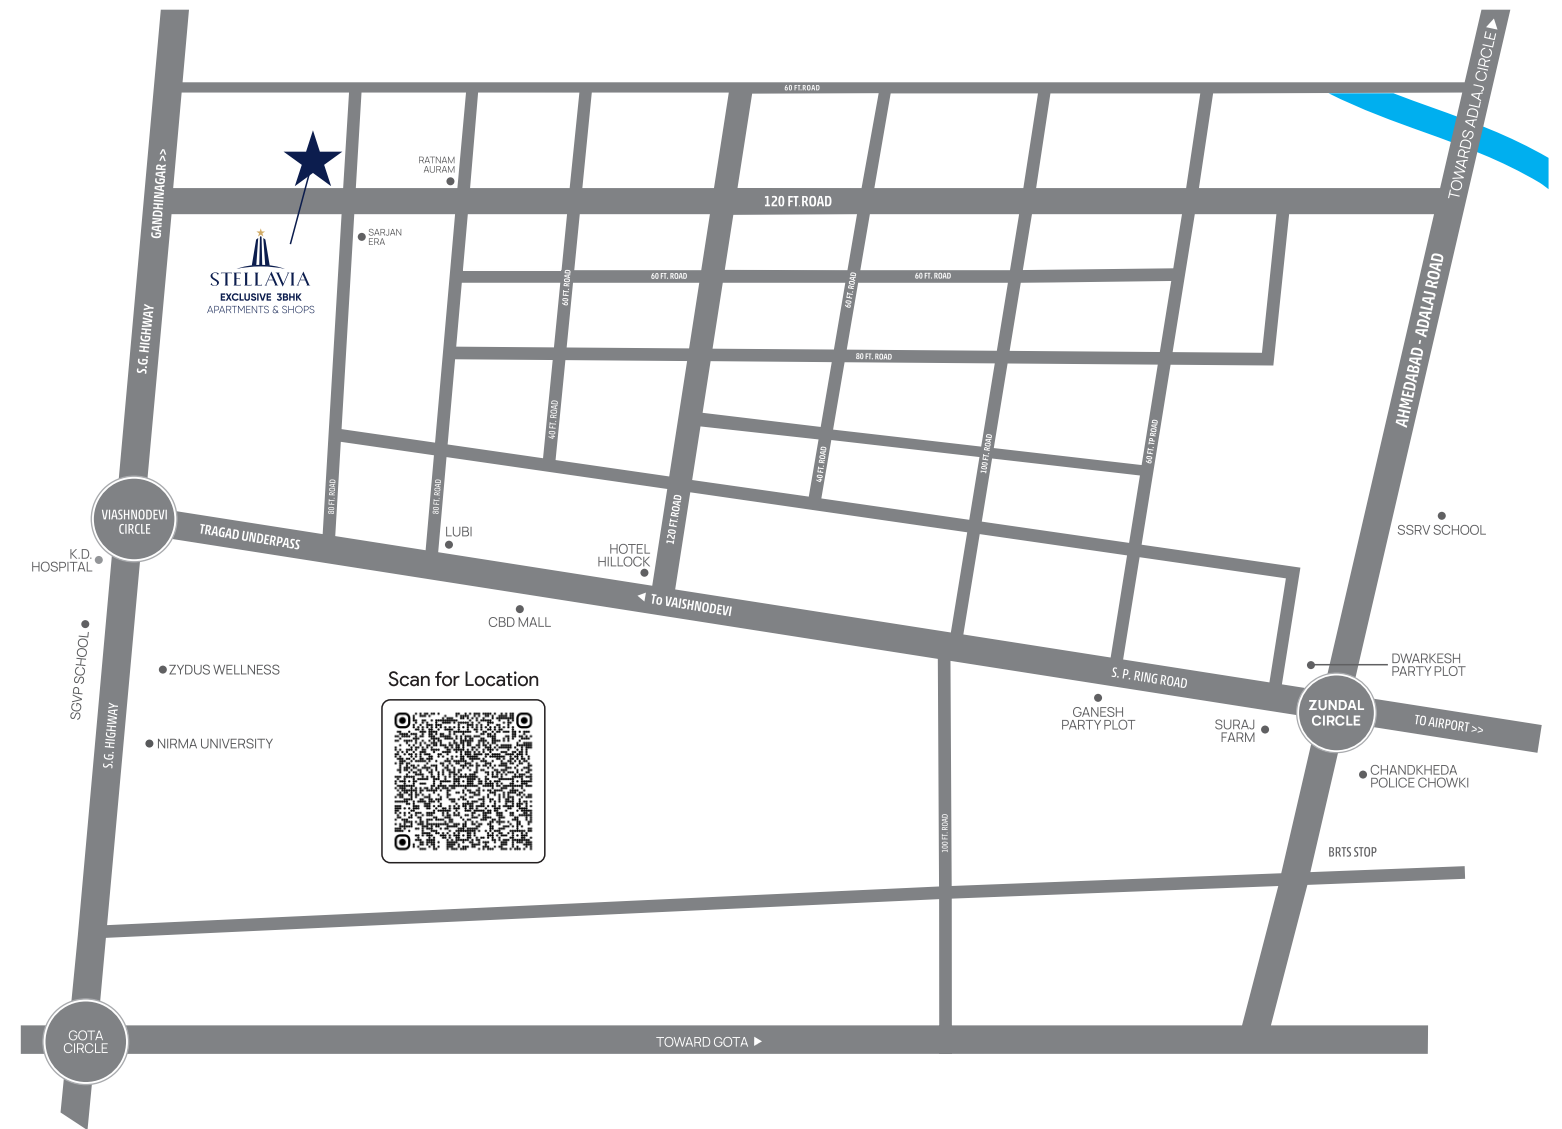 60 FT.ROAD
TOWARDS ADLAJ CIRCLE
GANDHINAGAR >>
RATNAM
AURAM
120 FT.ROAD
SARJAN
ERA
STELLAVIA
EXCLUSIVE 3BHK
APARTMENTS & SHOPS
60 FT. ROAD
60 FT. ROAD
60 FT. ROAD
60 FT. ROAD
S.G. HIGHWAY
AHMEDABAD - ADALAJ ROAD
80 FT. ROAD
40 FT. ROAD
100 FT. ROAD
60 FT. TP ROAD
40 FT. ROAD
80 FT. ROAD
80 FT. ROAD
120 FT.ROAD
VIASHNODEVI
CIRCLE
TRAGAD UNDERPASS
LUBI
SSRV SCHOOL
K.D.
HOSPITAL
HOTEL
HILLOCK
To VAISHNODEVI
CBD MALL
SGVP SCHOOL
ZYDUS WELLNESS
Scan for Location
S. P. RING ROAD
DWARKESH
PARTY PLOT
GANESH
PARTY PLOT
SURAJ
FARM
ZUNDAL
CIRCLE
TO AIRPORT >>
S.G. HIGHWAY
NIRMA UNIVERSITY
CHANDKHEDA
POLICE CHOWKI
100 FT. ROAD
BRTS STOP
GOTA
CIRCLE
TOWARD GOTA